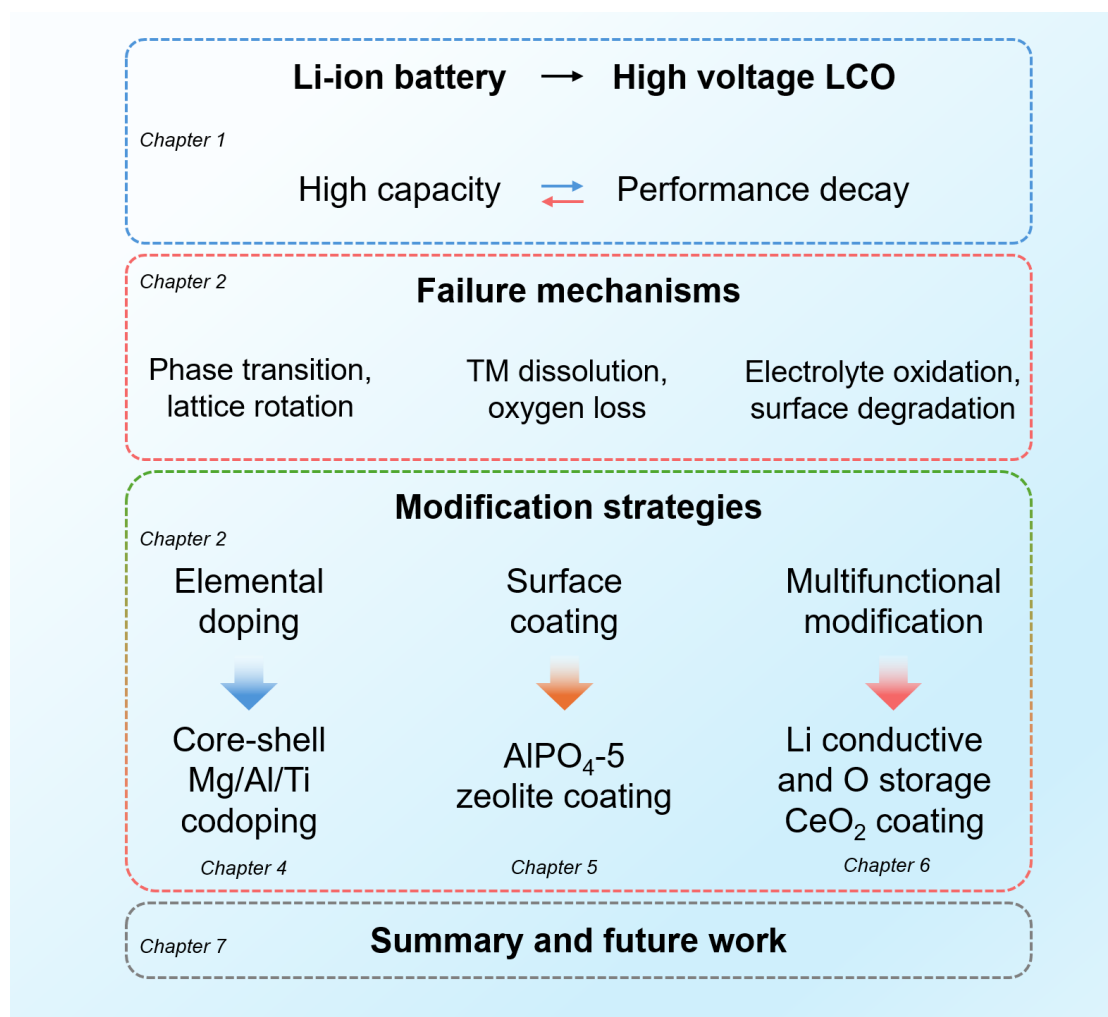 Li-ion battery → High voltage LCO
Chapter 1
High capacity ⇄ Performance decay
Chapter 2
Failure mechanisms
Phase transition,
lattice rotation
TM dissolution,
oxygen loss
Electrolyte oxidation,
surface degradation
Modification strategies
Chapter 2
Elemental
doping
Surface
coating
Multifunctional
modification
Core-shell
Mg/Al/Ti
codoping
Chapter 4
AlPO₄-5
zeolite coating
Chapter 5
Li conductive
and O storage
CeO₂ coating
Chapter 6
Chapter 7
Summary and future work